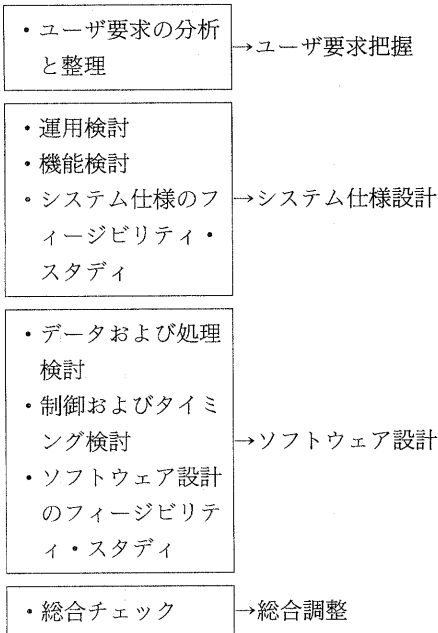 ・ユーザ要求の分析
と整理
→ユーザ要求把握
・運用検討
・機能検討
・システム仕様のフ
ィージビリティ・
スタディ
→システム仕様設計
・データおよび処理
検討
・制御およびタイミ
ング検討
・ソフトウェア設計
のフィージビリテ
ィ・スタディ
→ソフトウェア設計
・総合チェック
→総合調整